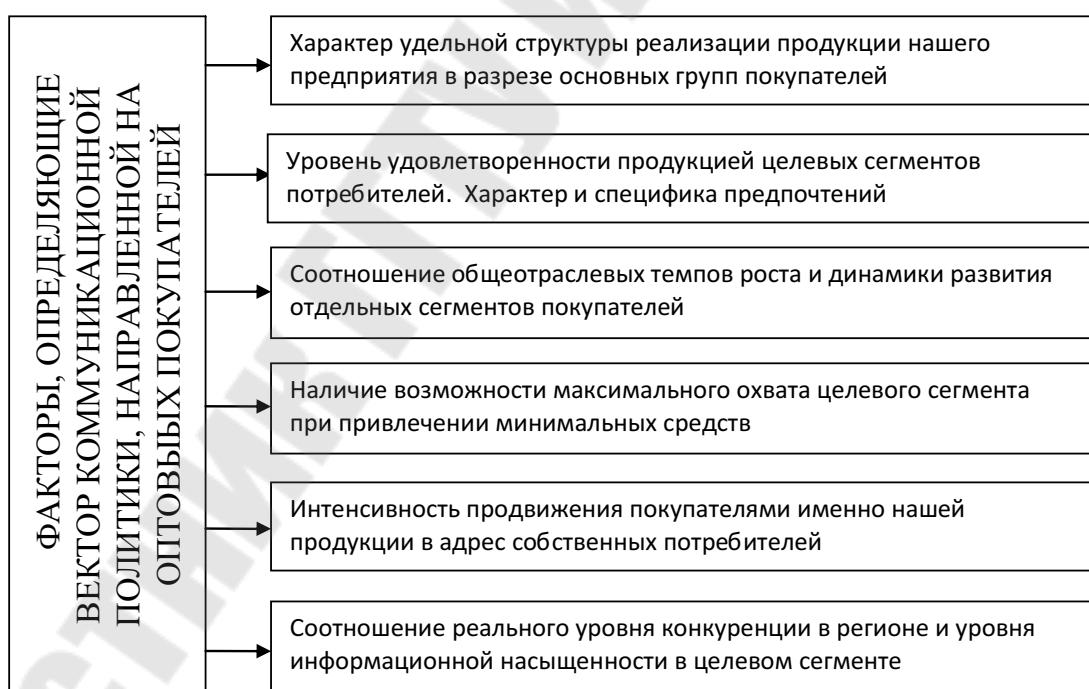 ФАКТОРЫ, ОПРЕДЕЛЯЮЩИЕ
ВЕКТОР КОММУНИКАЦИОННОЙ
ПОЛИТИКИ, НАПРАВЛЕННОЙ НА
ОПТОВЫЫХ ПОКУПАТЕЛЕЙ
Характер удельной структуры реализации продукции нашего
предприятия в разрезе основных групп покупателей
Уровень удовлетворенности продукцией целевых сегментов
потребителей. Характер и специфика предпочтений
Соотношение общеотраслевых темпов роста и динамики развития
отдельных сегментов покупателей
Наличие возможности максимального охвата целевого сегмента
при привлечении минимальных средств
Интенсивность продвижения покупателями именно нашей
продукции в адрес собственных потребителей
Соотношение реального уровня конкуренции в регионе и уровня
информационной насыщенности в целевом сегменте